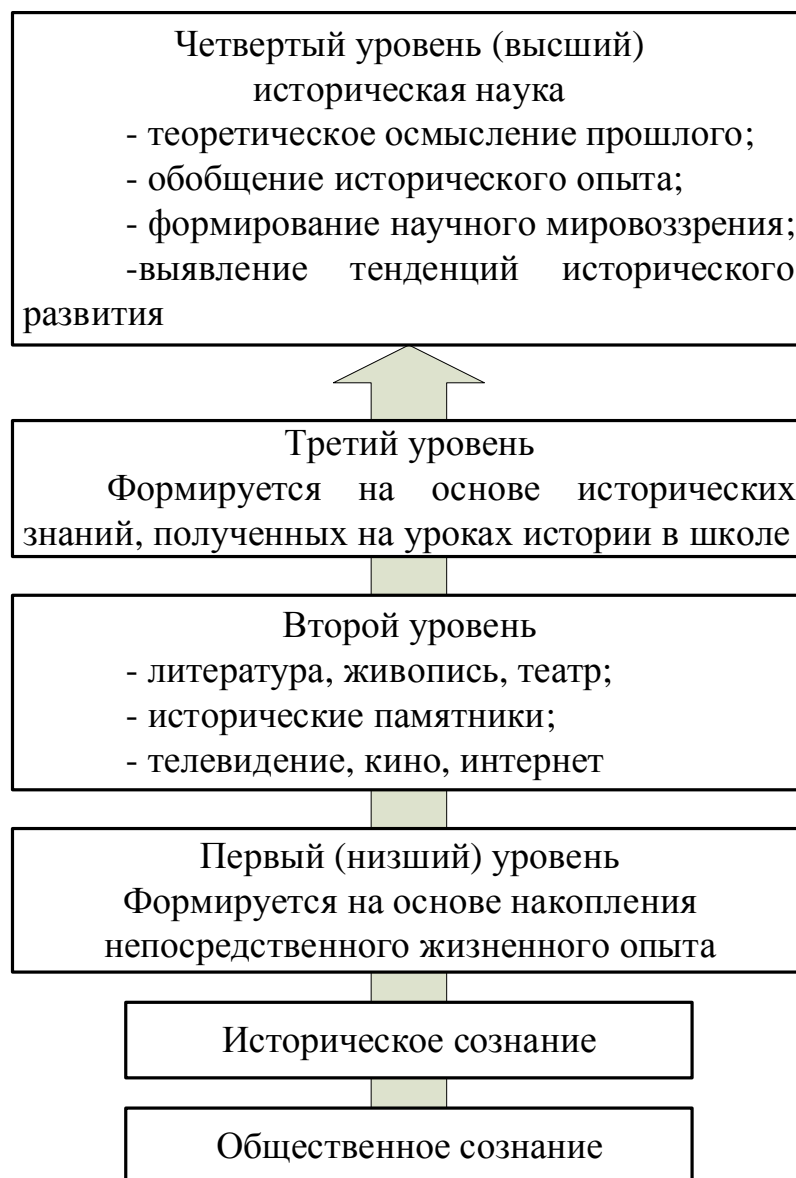 Четвертый уровень (высший)
историческая наука
- теоретическое осмысление прошлого;
- обобщение исторического опыта;
- формирование научного мировоззрения;
-выявление тенденций исторического
развития
Третий уровень
Формируется на основе исторических
знаний, полученных на уроках истории в школе
Второй уровень
- литература, живопись, театр;
- исторические памятники;
- телевидение, кино, интернет
Первый (низший) уровень
Формируется на основе накопления
непосредственного жизненного опыта
Историческое сознание
Общественное сознание